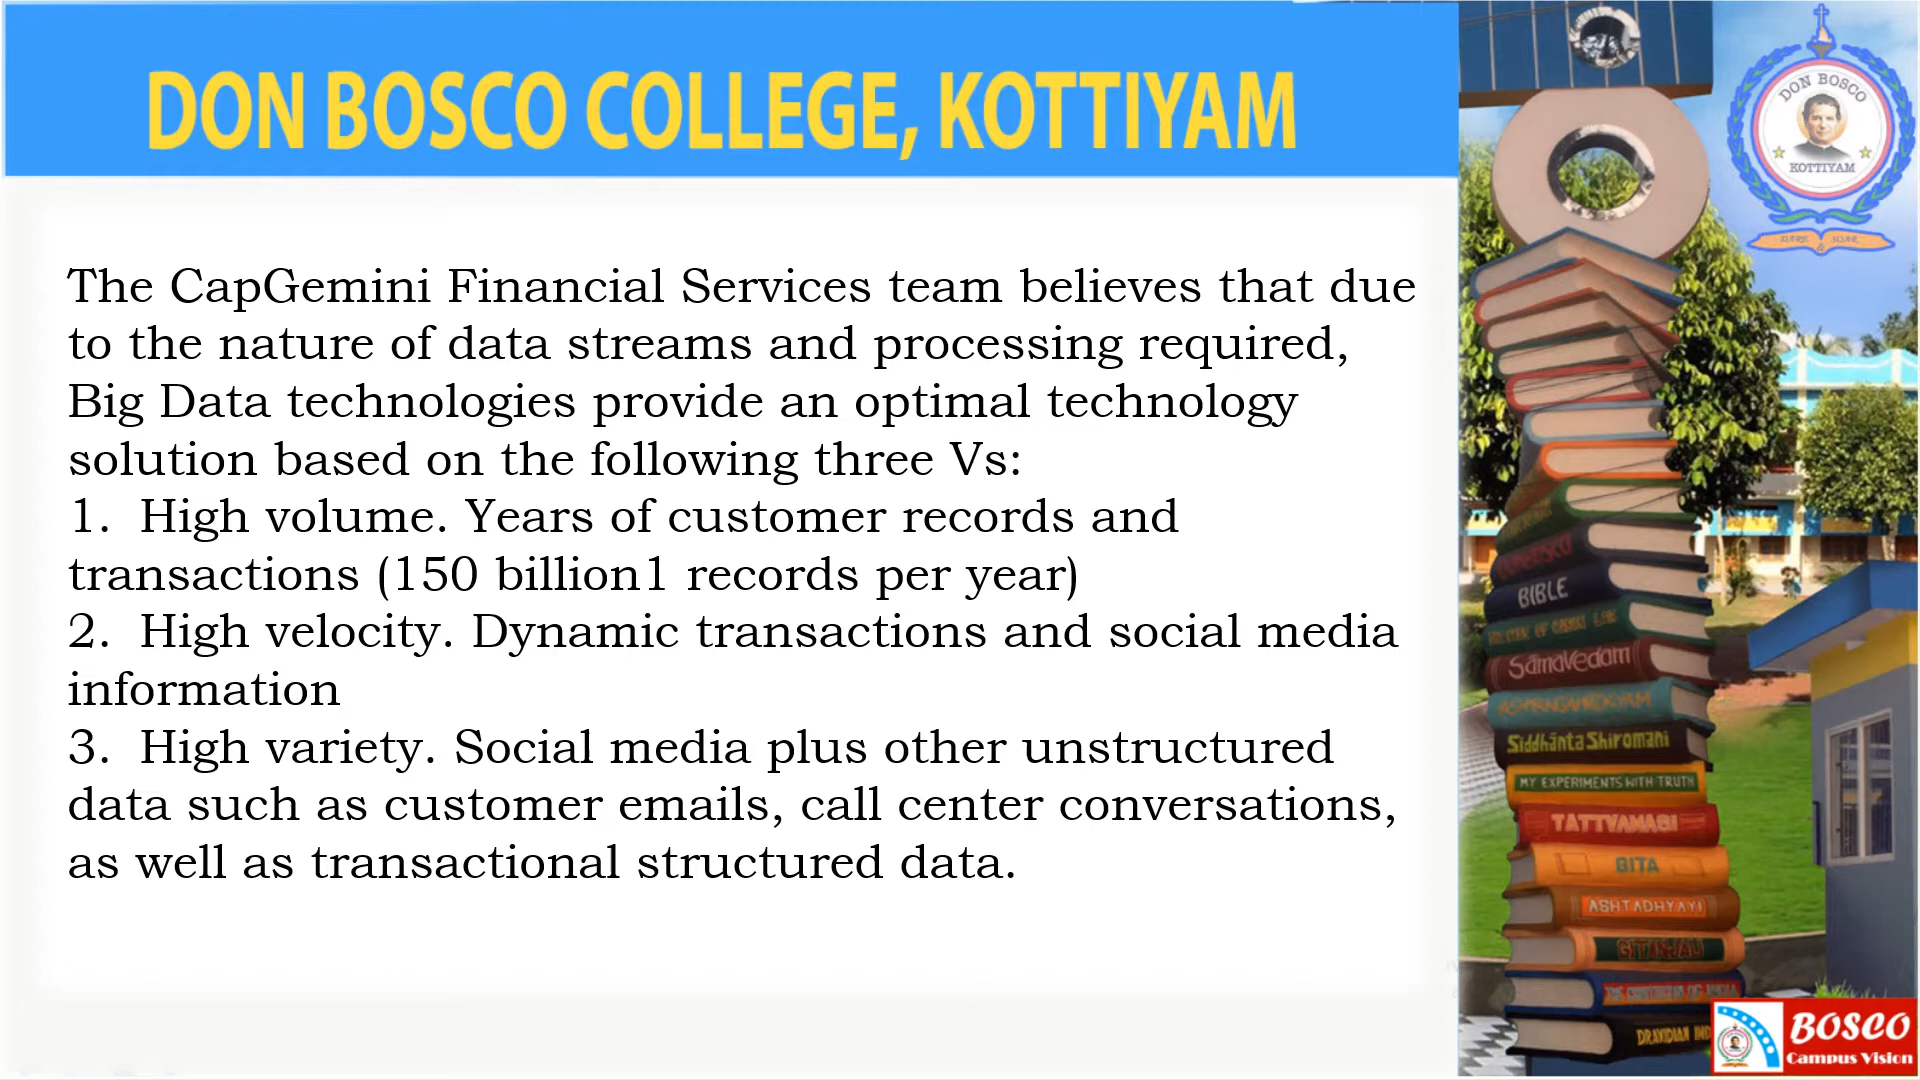 DON BOSCO COLLEGE, KOTTIYAM
The CapGemini Financial Services team believes that due
to the nature of data streams and processing required,
Big Data technologies provide an optimal technology
solution based on the following three Vs:
1. High volume. Years of customer records and
transactions (150 billion1 records per year)
2. High velocity. Dynamic transactions and social media
information
3. High variety. Social media plus other unstructured
data such as customer emails, call center conversations,
as well as transactional structured data.
DON BOSCO
KOTTIYAM
BIBLE
Samavedam
Siddhanta Shiromani
MY EXPERIMENTS WITH TRUTH
TATTVAMASI
GITA
ASHTADHYAYI
GITANJALI
DRAVIDIAN
BOSCO
Campus Vision